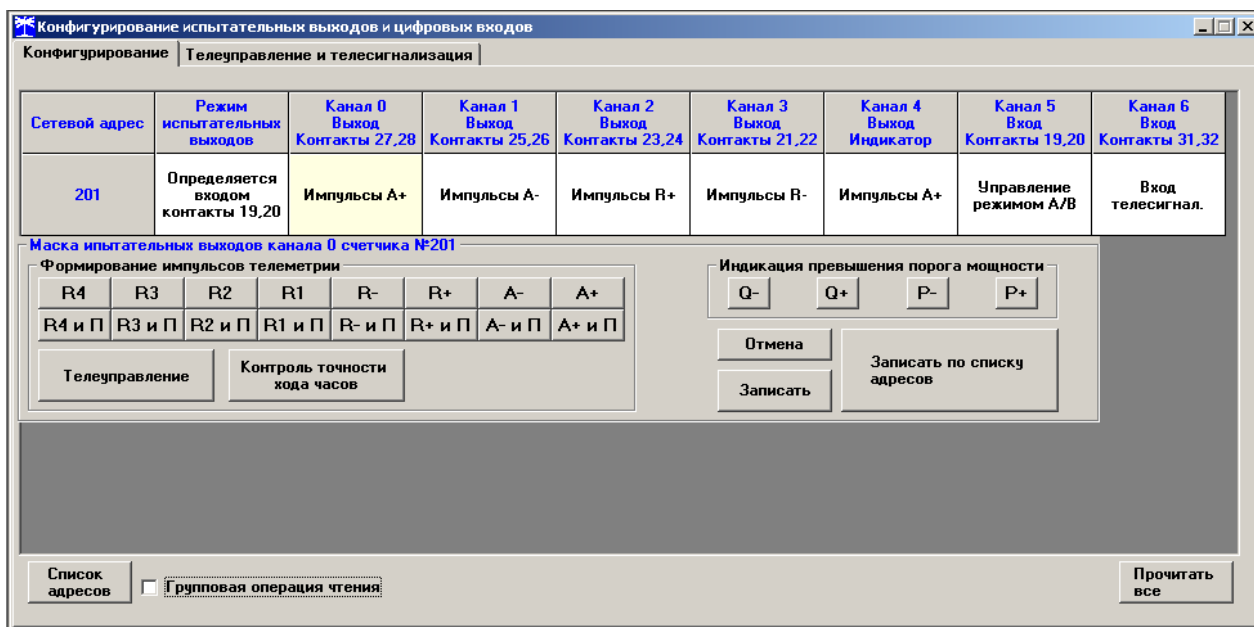 Конфигурирование испытательных выходов и цифровых входов
Конфигурирование Телеуправление и телесигнализация
Сетевой адрес
Режим
испытательных
выходов
Канал 0
Выход
Контакты 27,28
Канал 1
Выход
Контакты 25,26
Канал 2
Выход
Контакты 23,24
Канал 3
Выход
Контакты 21,22
Канал 4
Выход
Индикатор
Канал 5
Вход
Контакты 19,20
Канал 6
Вход
Контакты 31,32
201
Определяется
входом
контакты 19,20
Импульсы A+
Импульсы A-
Импульсы R+
Импульсы R-
Импульсы A+
Управление
режимом A/B
Вход
телесигнал.
Маска ипытательных выходов канала 0 счетчика №201
Формирование импульсов телеметрии
R4 R3 R2 R1 R- R+ A- A+
R4 и П R3 и П R2 и П R1 и П R- и П R+ и П A- и П A+ и П
Телеуправление
Контроль точности
хода часов
Индикация превышения порога мощности
Q- Q+ P- P+
Отмена
Записать
Записать по списку
адресов
Список
адресов
Групповая операция чтения
Прочитать
все